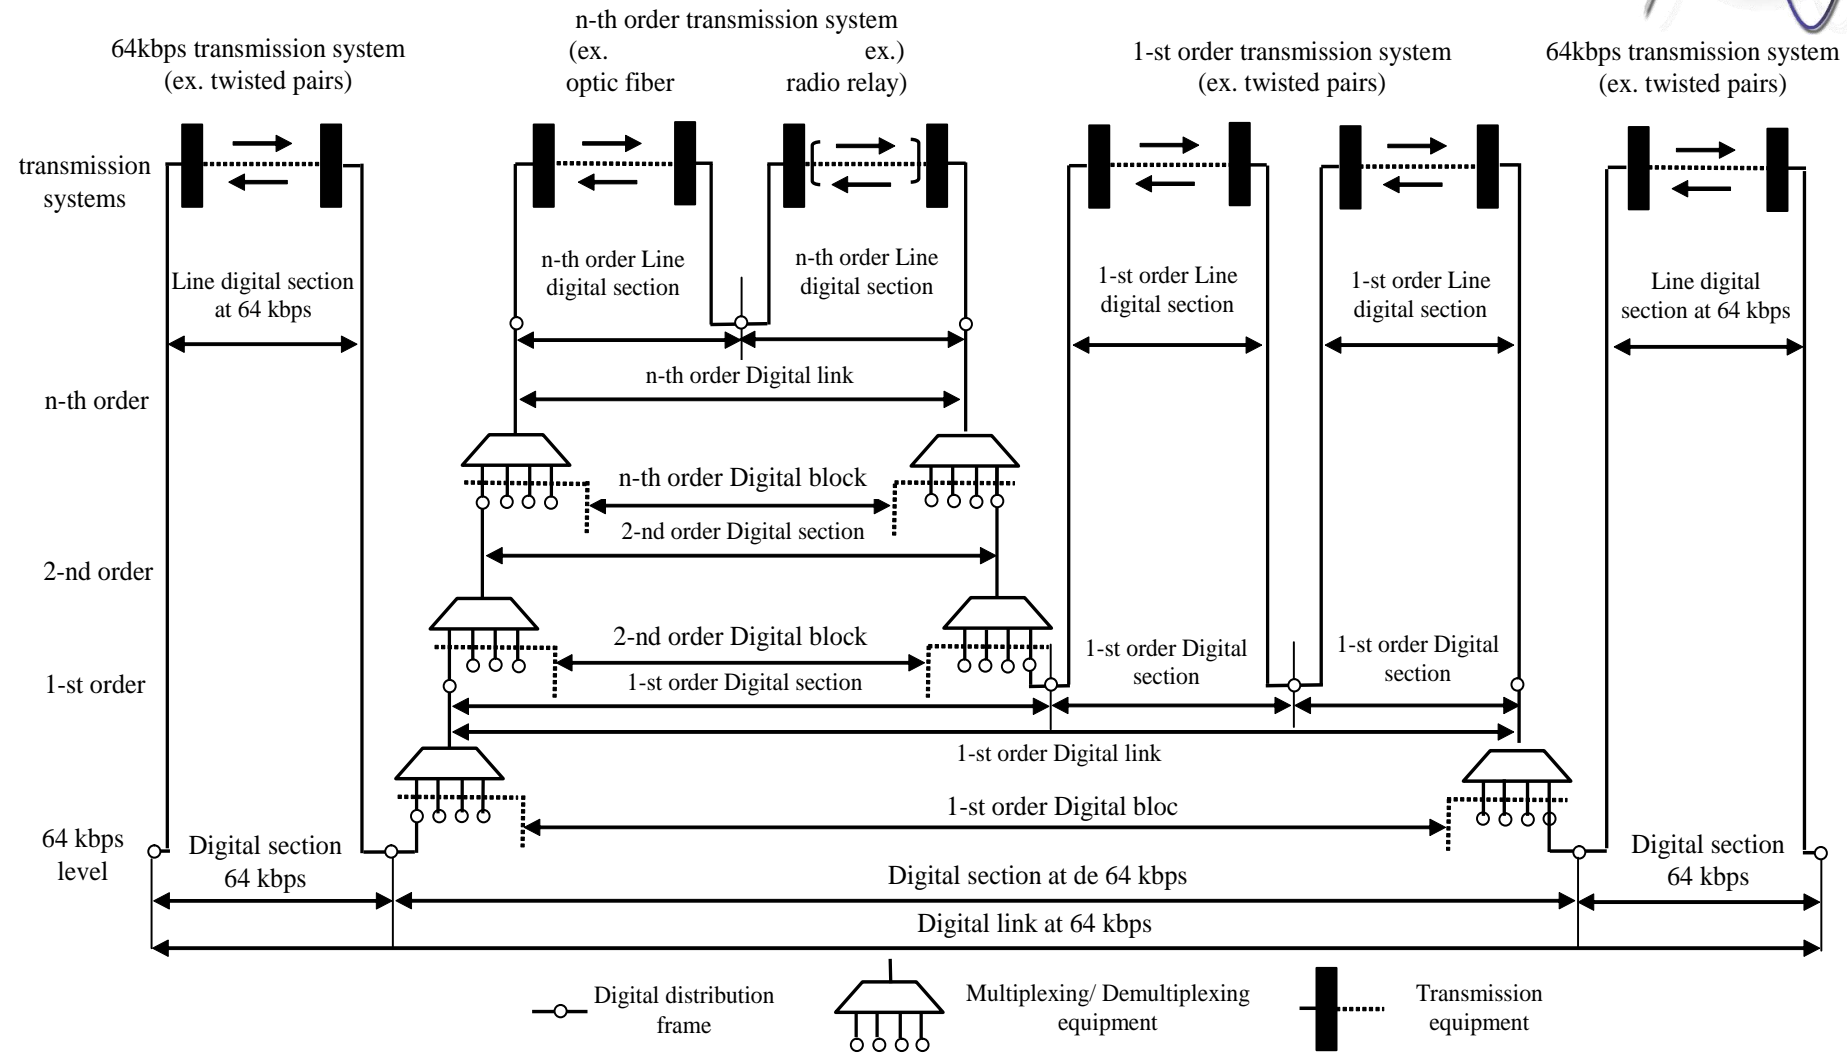 n-th order transmission system
(ex. ex.)
optic fiber radio relay)
64kbps transmission system
(ex. twisted pairs)
1-st order transmission system
(ex. twisted pairs)
64kbps transmission system
(ex. twisted pairs)
transmission
systems
Line digital section
at 64 kbps
n-th order Line
digital section
n-th order Line
digital section
1-st order Line
digital section
1-st order Line
digital section
Line digital
section at 64 kbps
n-th order Digital link
n-th order
n-th order Digital block
2-nd order Digital section
2-nd order
2-nd order Digital block
1-st order Digital section
1-st order Digital
section
1-st order Digital
section
1-st order
1-st order Digital link
1-st order Digital bloc
64 kbps
level
Digital section
64 kbps
Digital section at de 64 kbps
Digital section
64 kbps
Digital link at 64 kbps
Digital distribution
frame
Multiplexing/ Demultiplexing
equipment
Transmission
equipment